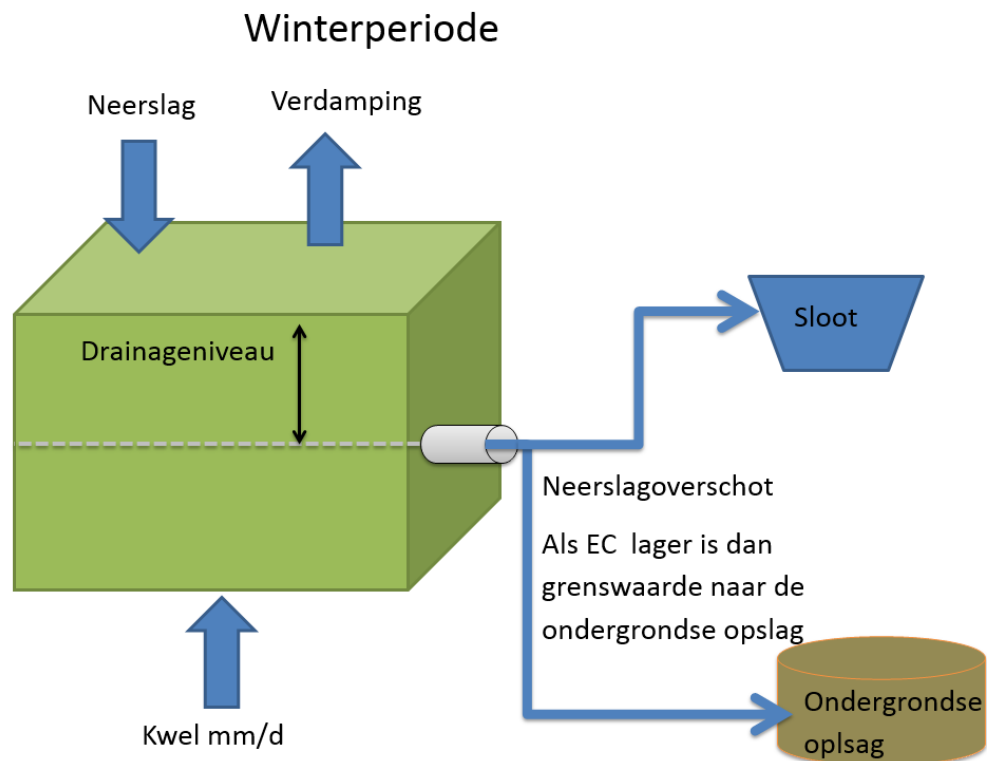 Winterperiode
Neerslag
Verdamping
Drainageniveau
Sloot
Neerslagoverschot
Als EC lager is dan
grenswaarde naar de
ondergrondse opslag
Ondergrondse
oplsag
Kwel mm/d